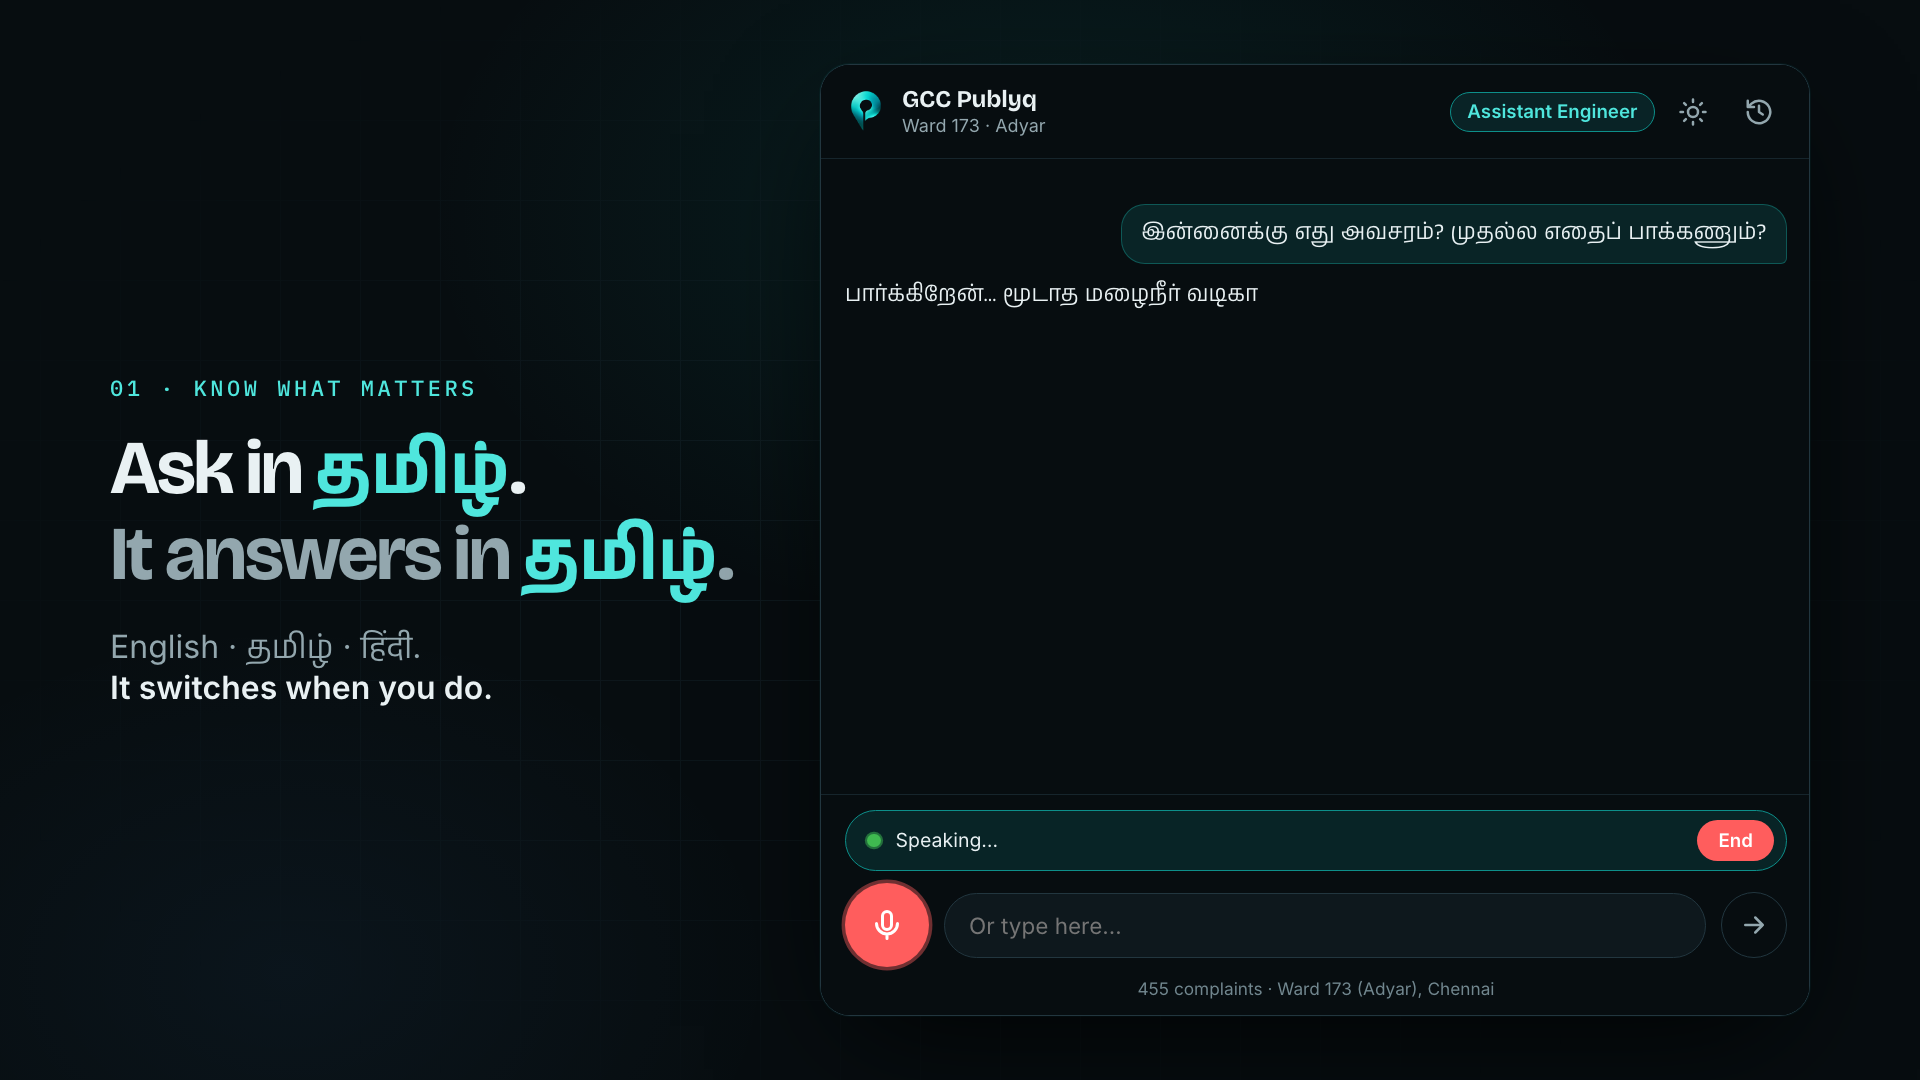 01 · KNOW WHAT MATTERS
Ask in தமிழ்.
It answers in தமிழ்.
English · தமிழ் · हिंदी.
It switches when you do.
GCC Publyq
Ward 173 · Adyar
Assistant Engineer
இன்னைக்கு எது அவசரம்? முதல்ல எதைப் பாக்கணும்?
பார்க்கிறேன்... மூடாத மழைநீர் வடிகா
Speaking...
End
Or type here...
455 complaints · Ward 173 (Adyar), Chennai